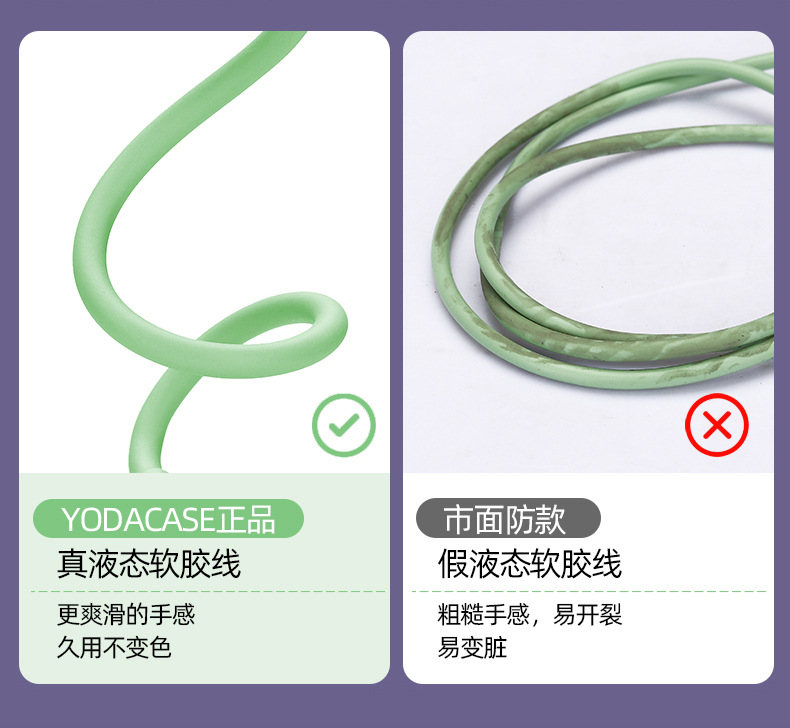 YODACASE正品
真液态软胶线
更爽滑的手感
久用不变色
市面防款
假液态软胶线
粗糙手感，易开裂
易变脏